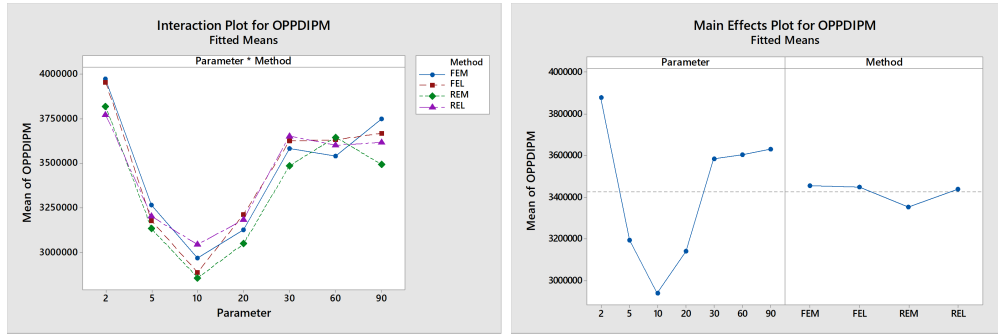 Interaction Plot for OPPDIPM
Fitted Means
Parameter * Method
Mean of OPPDIPM
4000000
3750000
3500000
3250000
3000000
2 5 10 20 30 60 90
Parameter
Method
FEM
FEL
REM
REL
Main Effects Plot for OPPDIPM
Fitted Means
Parameter Method
Mean of OPPDIPM
4000000
3800000
3600000
3400000
3200000
3000000
2 5 10 20 30 60 90 FEM FEL REM REL